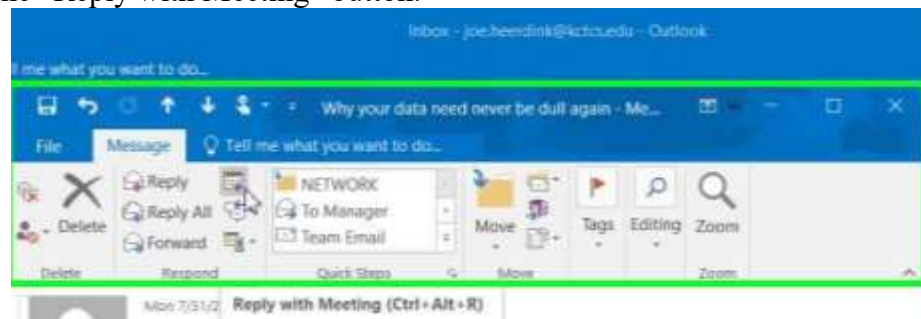 "Reply with Meeting" button.
Inbox - joe.heerdink@kctcs.edu - Outlook
me what you want to do...
Why your data need never be dull again - Me...
File Message Tell me what you want to do...
Reply NETWORK
Delete Reply All To Manager Move Tags Editing Zoom
Forward Team Email
Delete Respond Quick Steps Move Zoom
Mon 7/31/2 Reply with Meeting (Ctrl+Alt+R)